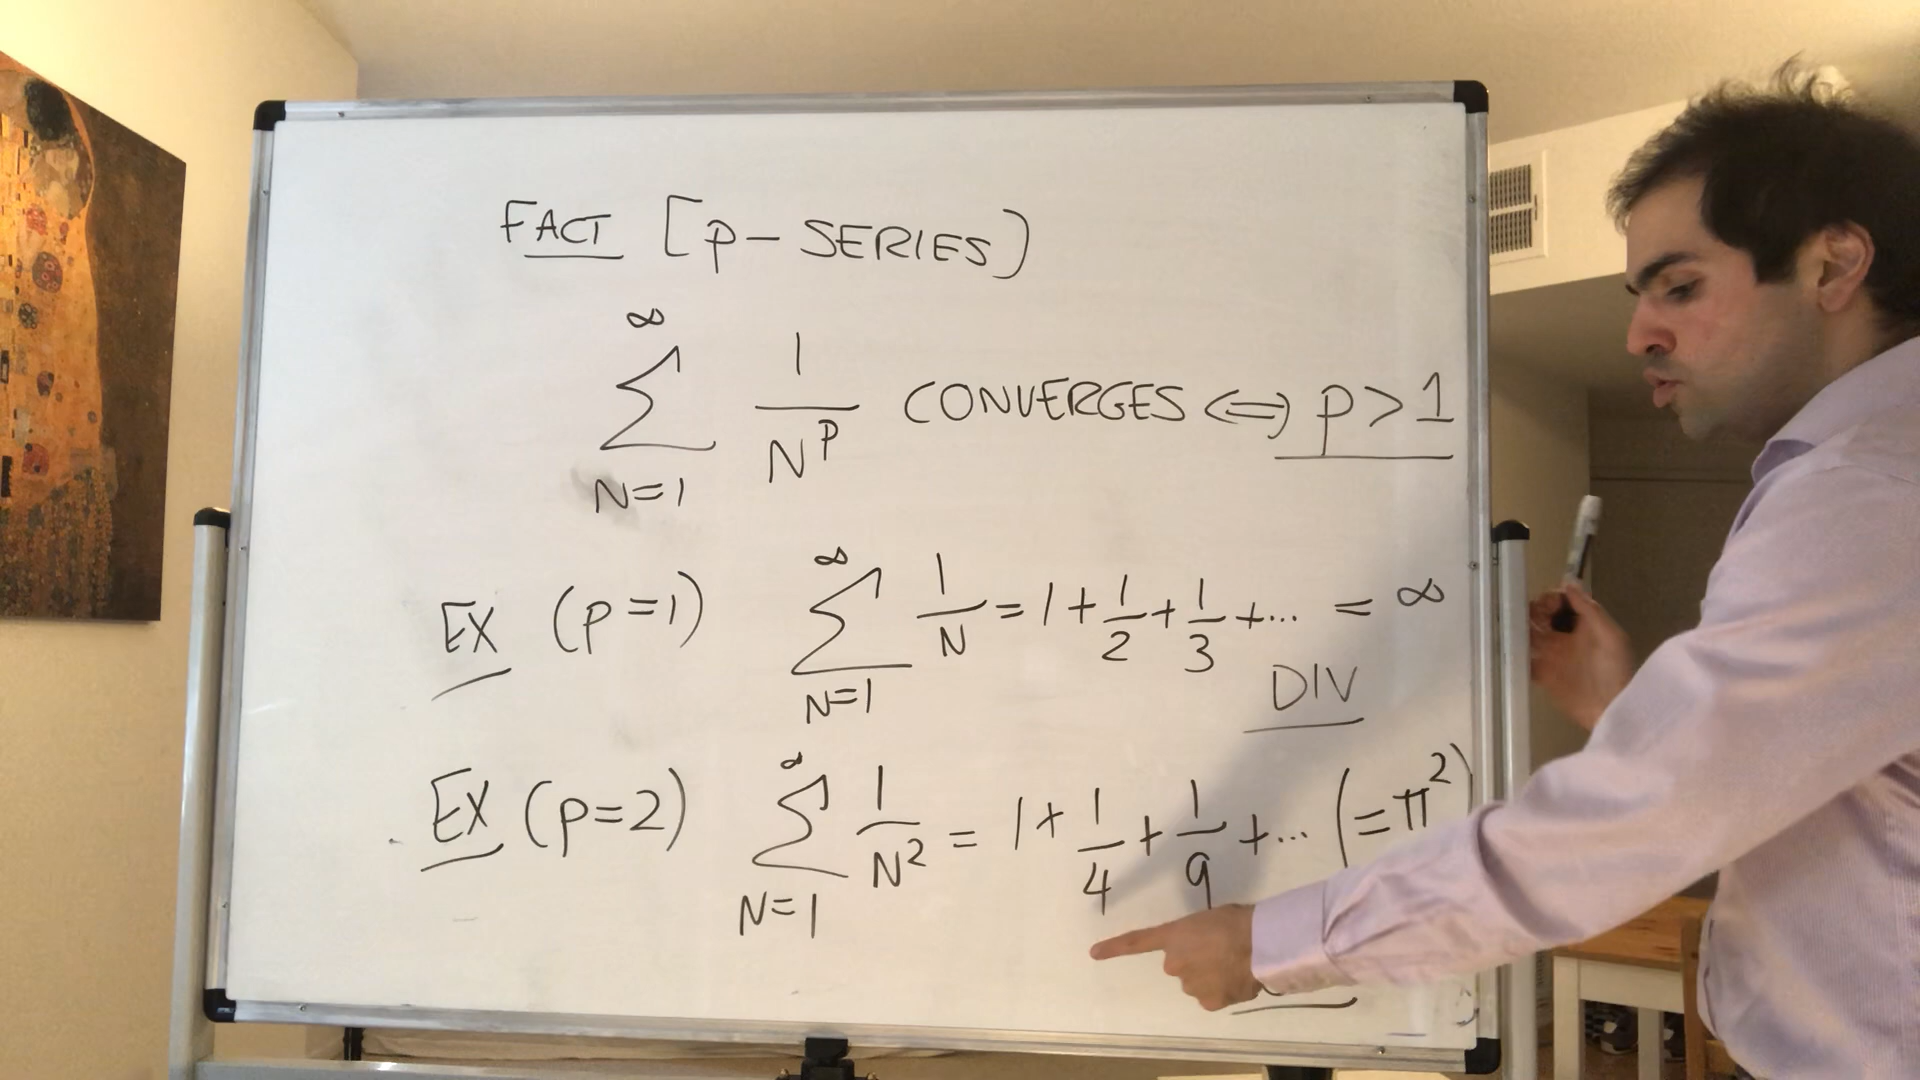 FACT [p-SERIES)
∞ ∑ N=1 1/N^p CONVERGES ⟺ p>1
EX (p=1) ∞ ∑ N=1 1/N = 1+1/2+1/3+... = ∞
DIV
EX (p=2) ∞ ∑ N=1 1/N² = 1+1/4+1/9+... (=π²)